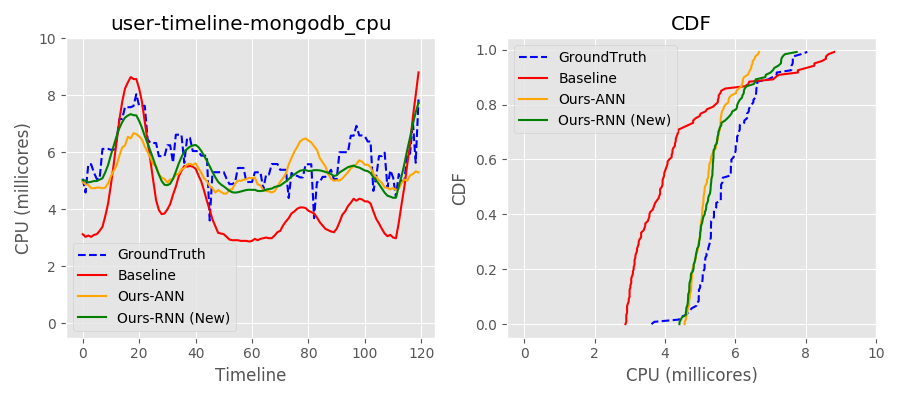 user-timeline-mongodb_cpu
CPU (millicores)
10
8
6
4
2
0
GroundTruth
Baseline
Ours-ANN
Ours-RNN (New)
0 20 40 60 80 100 120
Timeline
CDF
CDF
1.0
0.8
0.6
0.4
0.2
0.0
GroundTruth
Baseline
Ours-ANN
Ours-RNN (New)
0 2 4 6 8 10
CPU (millicores)